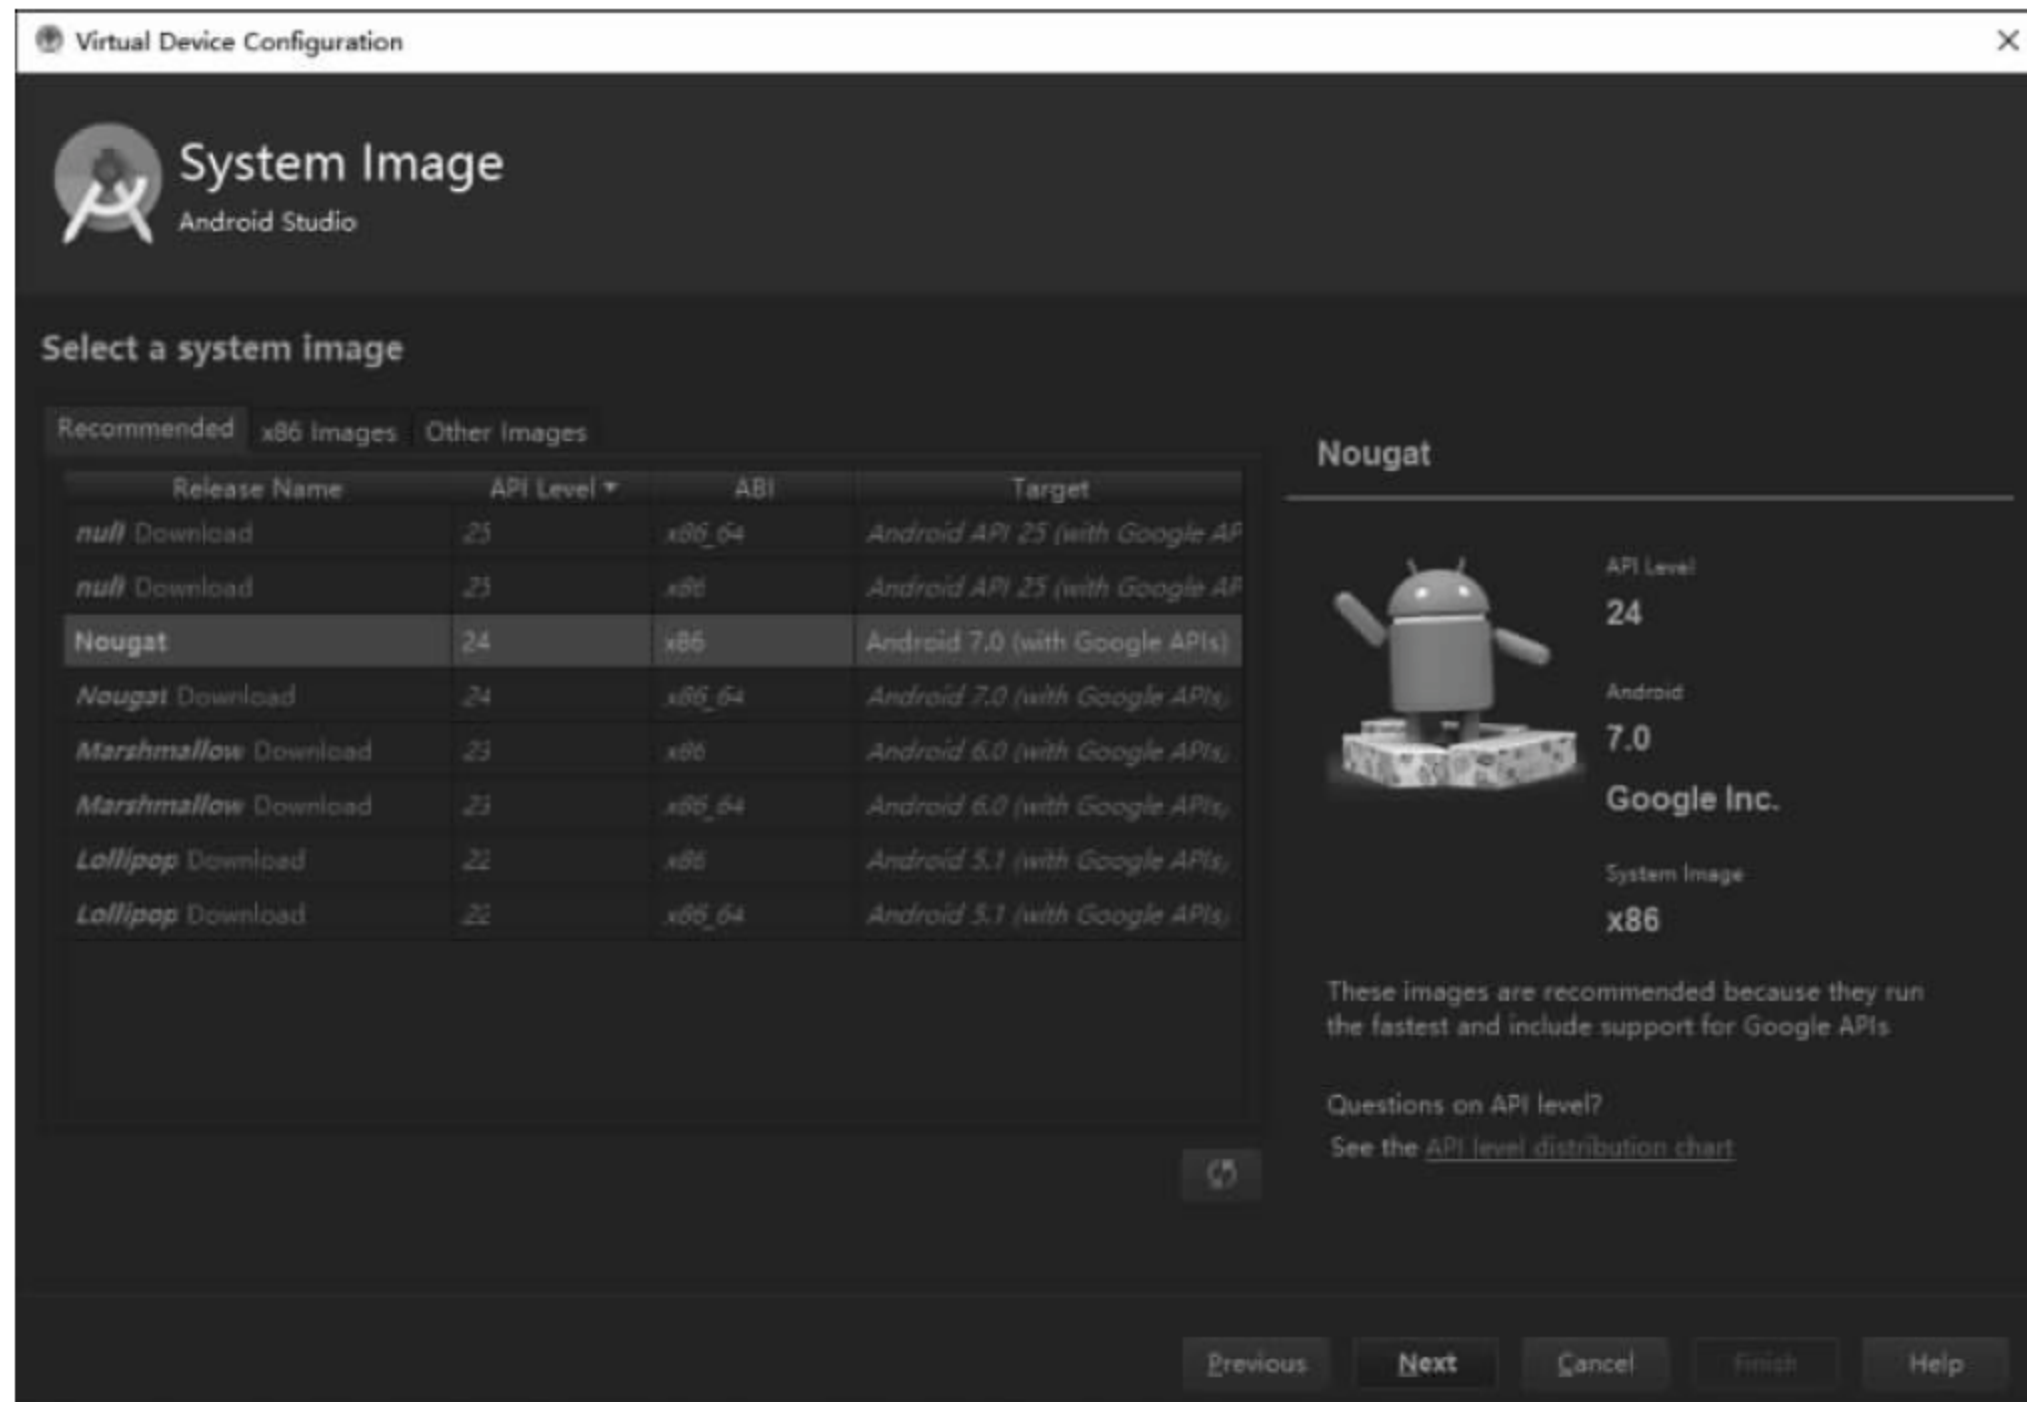 Virtual Device Configuration
System Image
Android Studio
Select a system image
Recommended x86 Images Other Images
Release Name API Level ABI Target
null Download 25 x86_64 Android API 25 (with Google AP
null Download 25 x86 Android API 25 (with Google AP
Nougat 24 x86 Android 7.0 (with Google APIs)
Nougat Download 24 x86_64 Android 7.0 (with Google APIs)
Marshmallow Download 23 x86 Android 6.0 (with Google APIs)
Marshmallow Download 23 x86_64 Android 6.0 (with Google APIs)
Lollipop Download 22 x86 Android 5.1 (with Google APIs)
Lollipop Download 22 x86_64 Android 5.1 (with Google APIs)
Nougat
API Level
24
Android
7.0
Google Inc.
System Image
x86
These images are recommended because they run
the fastest and include support for Google APIs
Questions on API level?
See the API level distribution chart
Previous Next Cancel Finish Help